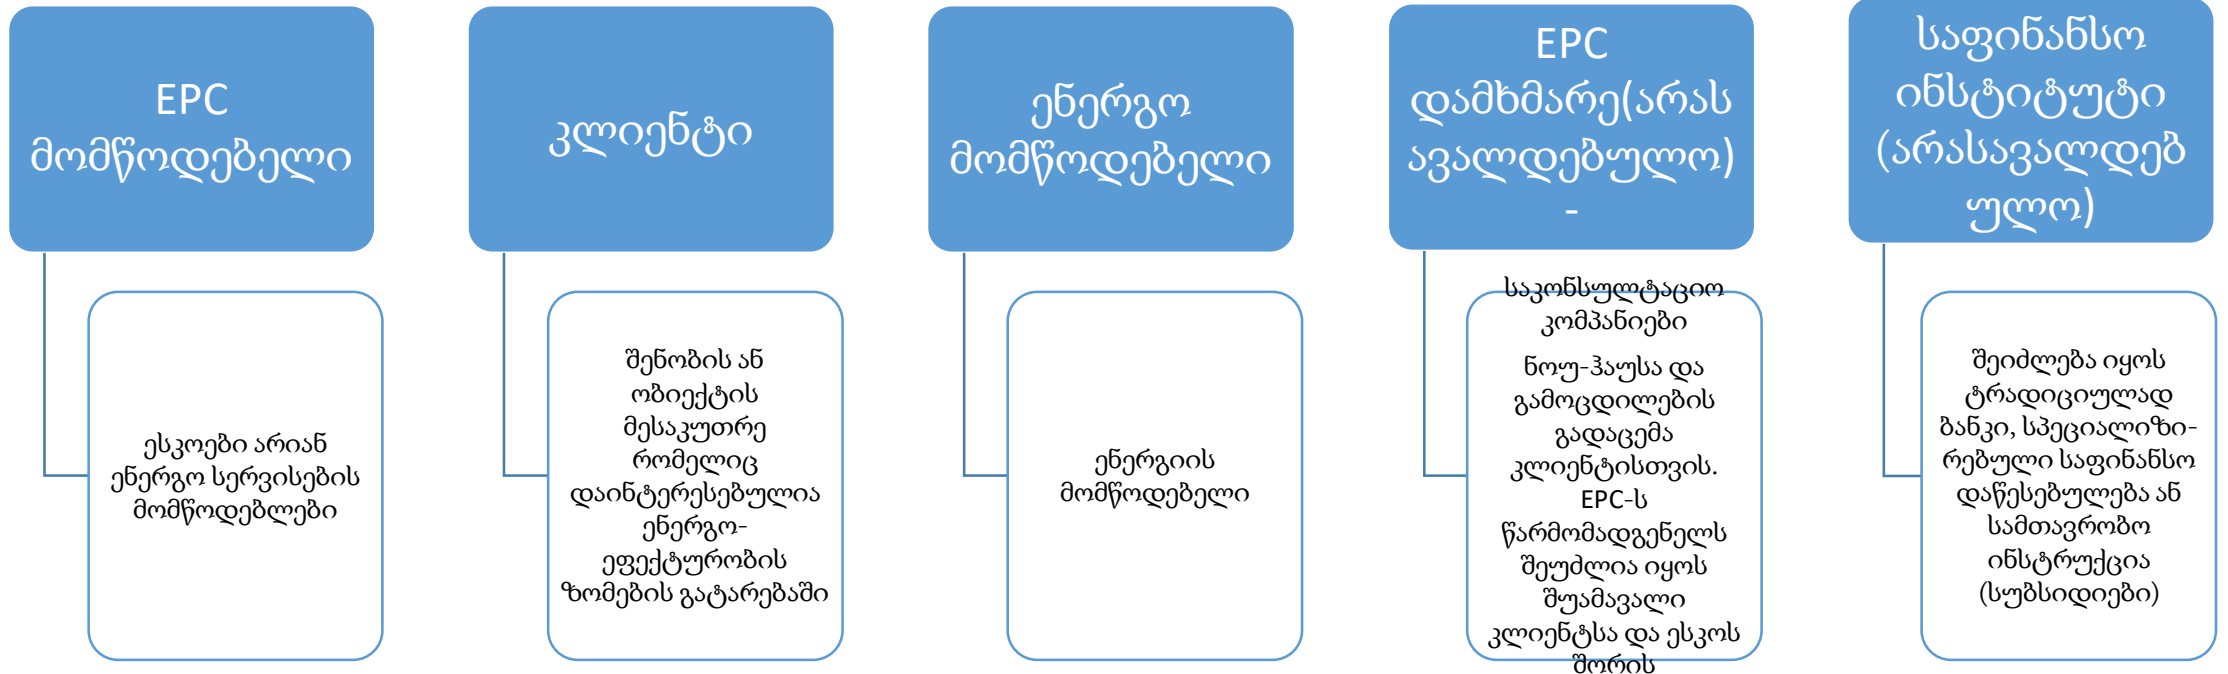 EPC
მომწოდებელი
ესკოები არიან
ენერგო სერვისების
მომწოდებლები
კლიენტი
შენობის ან
ობიექტის
მესაკუთრე
რომელიც
დაინტერესებულია
ენერგო-
ეფექტურობის
ზომების გატარებაში
ენერგო
მომწოდებელი
ენერგიის
მომწოდებელი
EPC
დამხმარე(არას
ავალდებულო)
-
საკონსულტაციო
კომპანიები
ნოუ-ჰაუსა და
გამოცდილების
გადაცემა
კლიენტისთვის.
EPC-ს
წარმომადგენელს
შეუძლია იყოს
შუამავალი
კლიენტსა და ესკოს
შორის
საფინანსო
ინსტიტუტი
(არასავალდებ
ულო)
შეიძლება იყოს
ტრადიციულად
ბანკი, სპეციალიზი-
რებული საფინანსო
დაწესებულება ან
სამთავრობო
ინსტრუქცია
(სუბსიდიები)